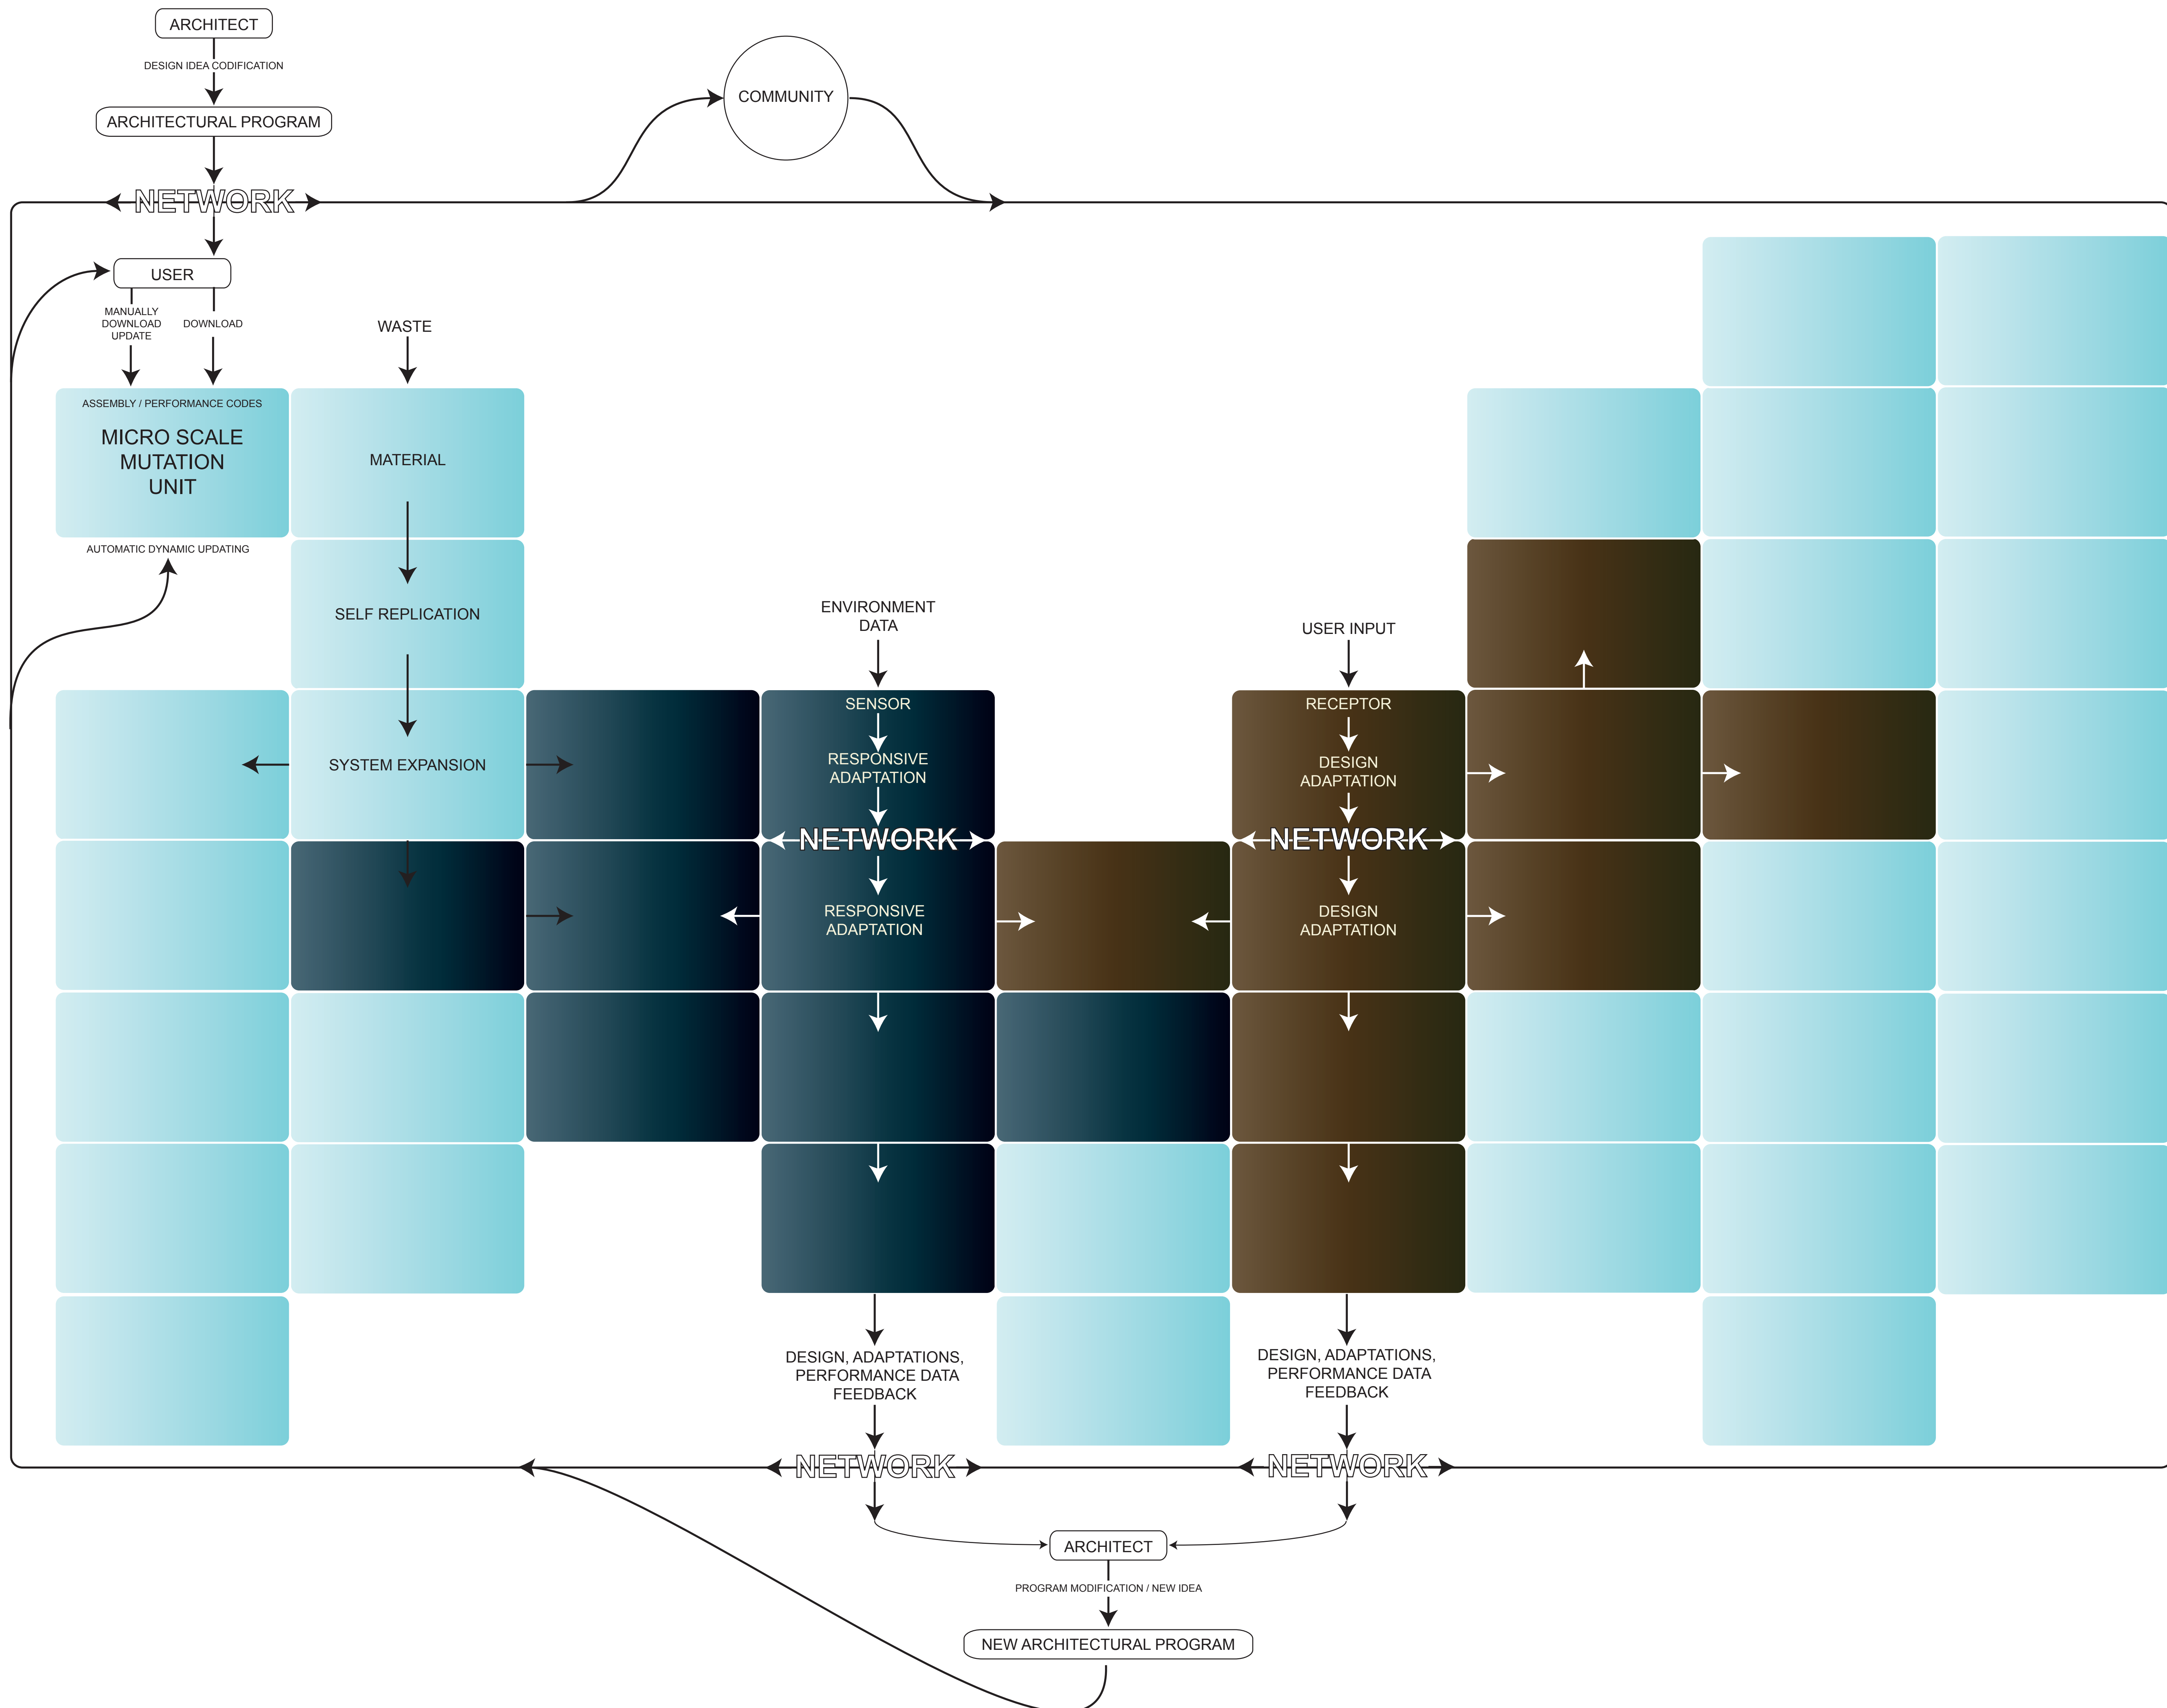 ARCHITECT
DESIGN IDEA CODIFICATION
ARCHITECTURAL PROGRAM
COMMUNITY
NETWORK
USER
MANUALLY
DOWNLOAD
UPDATE
DOWNLOAD
WASTE
ASSEMBLY / PERFORMANCE CODES
MICRO SCALE
MUTATION
UNIT
MATERIAL
AUTOMATIC DYNAMIC UPDATING
SELF REPLICATION
SYSTEM EXPANSION
ENVIRONMENT
DATA
SENSOR
RESPONSIVE
ADAPTATION
NETWORK
RESPONSIVE
ADAPTATION
USER INPUT
RECEPTOR
DESIGN
ADAPTATION
NETWORK
DESIGN
ADAPTATION
DESIGN, ADAPTATIONS,
PERFORMANCE DATA
FEEDBACK
NETWORK
DESIGN, ADAPTATIONS,
PERFORMANCE DATA
FEEDBACK
NETWORK
ARCHITECT
PROGRAM MODIFICATION / NEW IDEA
NEW ARCHITECTURAL PROGRAM